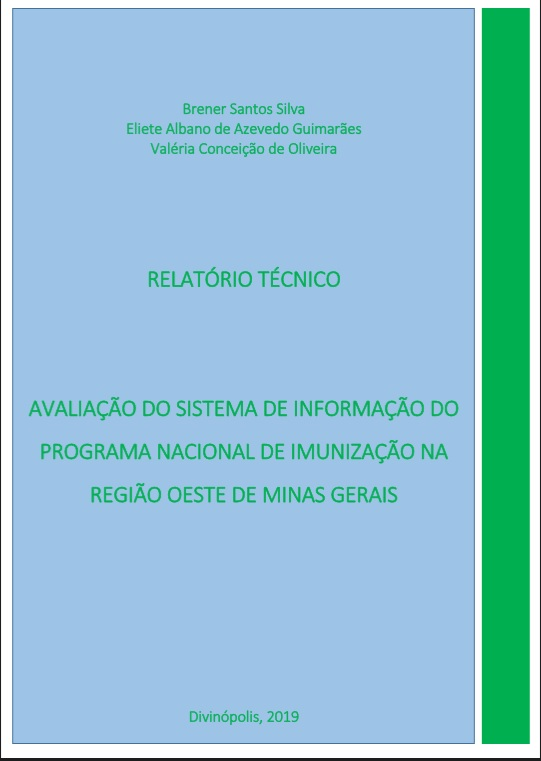 Brener Santos Silva
Eliete Albano de Azevedo Guimarães
Valéria Conceição de Oliveira
RELATÓRIO TÉCNICO
AVALIAÇÃO DO SISTEMA DE INFORMAÇÃO DO
PROGRAMA NACIONAL DE IMUNIZAÇÃO NA
REGIÃO OESTE DE MINAS GERAIS
Divinópolis, 2019